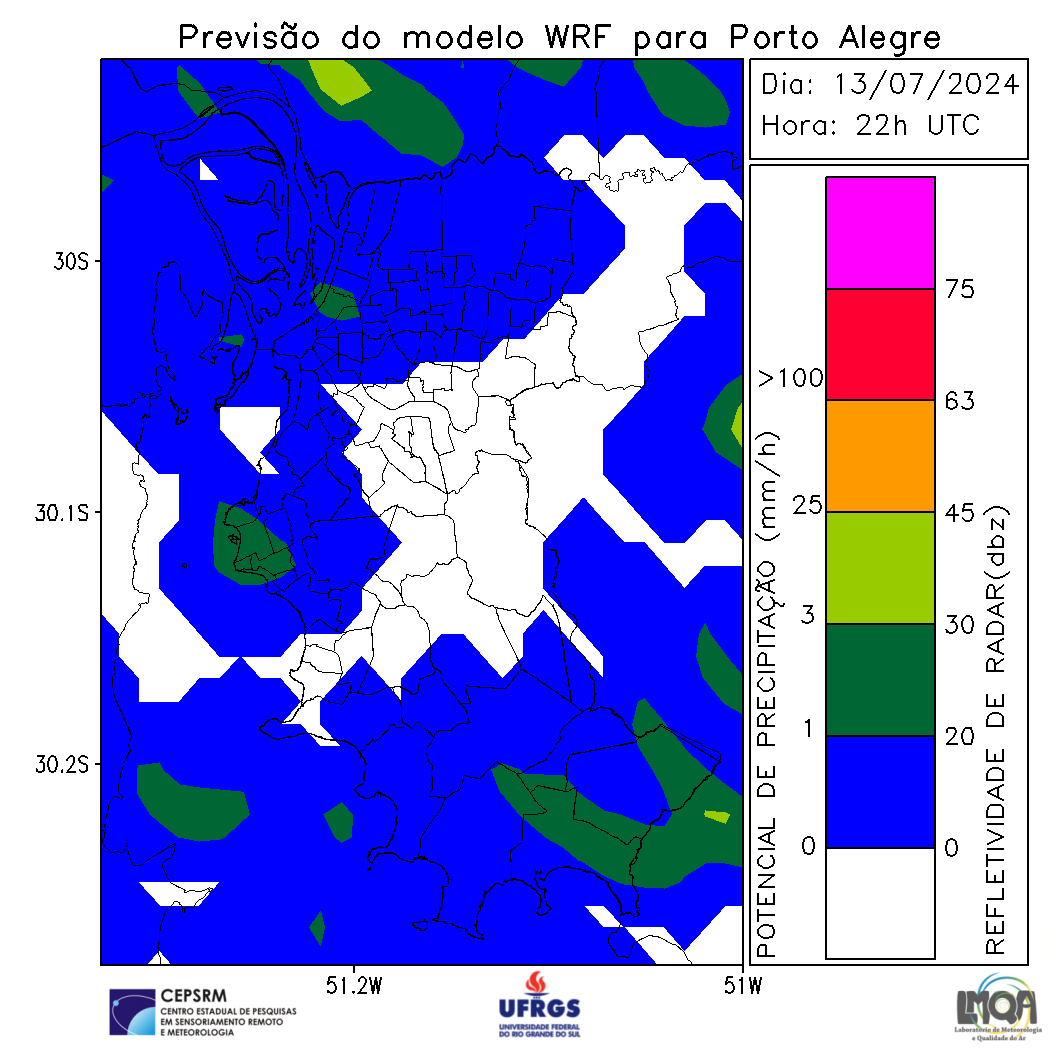 Previsão do modelo WRF para Porto Alegre
Dia: 13/07/2024
Hora: 22h UTC
30S
30.1S
30.2S
51.2W
51W
POTENCIAL DE PRECIPITAÇÃO (mm/h)
>100
25
3
1
0
75
63
45
30
20
0
REFLETIVIDADE DE RADAR(dbz)
CEPSRM
CENTRO ESTADUAL DE PESQUISAS
EM SENSORIAMENTO REMOTO
E METEOROLOGIA
UFRGS
UNIVERSIDADE FEDERAL
DO RIO GRANDE DO SUL
LMQA
Laboratório de Meteorologia
e Qualidade do Ar